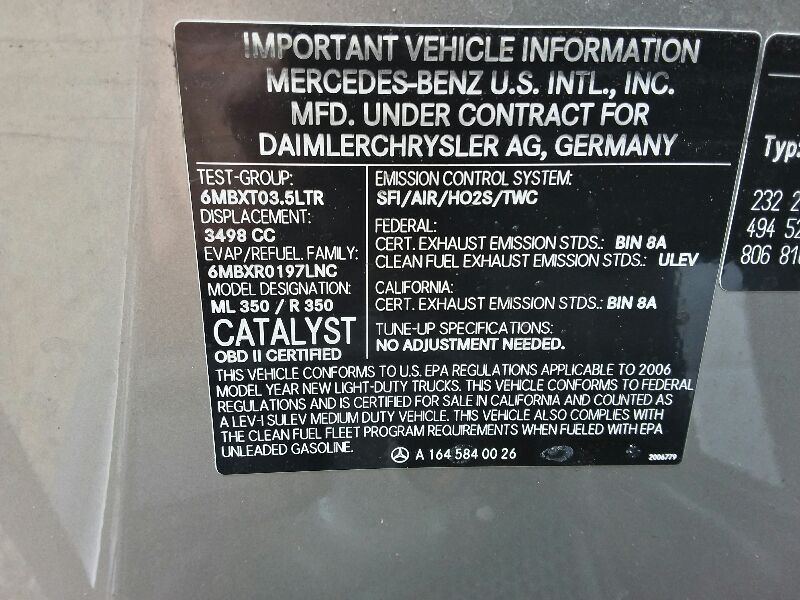 IMPORTANT VEHICLE INFORMATION
MERCEDES-BENZ U.S. INTL., INC.
MFD. UNDER CONTRACT FOR
DAIMLERCHRYSLER AG, GERMANY
TEST-GROUP:
6MBXT03.5LTR
DISPLACEMENT:
3498 CC
EVAP/REFUEL. FAMILY:
6MBXR0197LNC
MODEL DESIGNATION:
ML 350 / R 350
CATALYST
OBD II CERTIFIED
EMISSION CONTROL SYSTEM:
SFI/AIR/HO2S/TWC
FEDERAL:
CERT. EXHAUST EMISSION STDS.: BIN 8A
CLEAN FUEL EXHAUST EMISSION STDS.: ULEV
CALIFORNIA:
CERT. EXHAUST EMISSION STDS.: BIN 8A
TUNE-UP SPECIFICATIONS:
NO ADJUSTMENT NEEDED.
THIS VEHICLE CONFORMS TO U.S. EPA REGULATIONS APPLICABLE TO 2006
MODEL YEAR NEW LIGHT-DUTY TRUCKS. THIS VEHICLE CONFORMS TO FEDERAL
REGULATIONS AND IS CERTIFIED FOR SALE IN CALIFORNIA AND COUNTED AS
A LEV-I SULEV MEDIUM DUTY VEHICLE. THIS VEHICLE ALSO COMPLIES WITH
THE CLEAN FUEL FLEET PROGRAM REQUIREMENTS WHEN FUELED WITH EPA
UNLEADED GASOLINE.
A 164 584 00 26
2006779
Typ
232 2
494 52
806 816